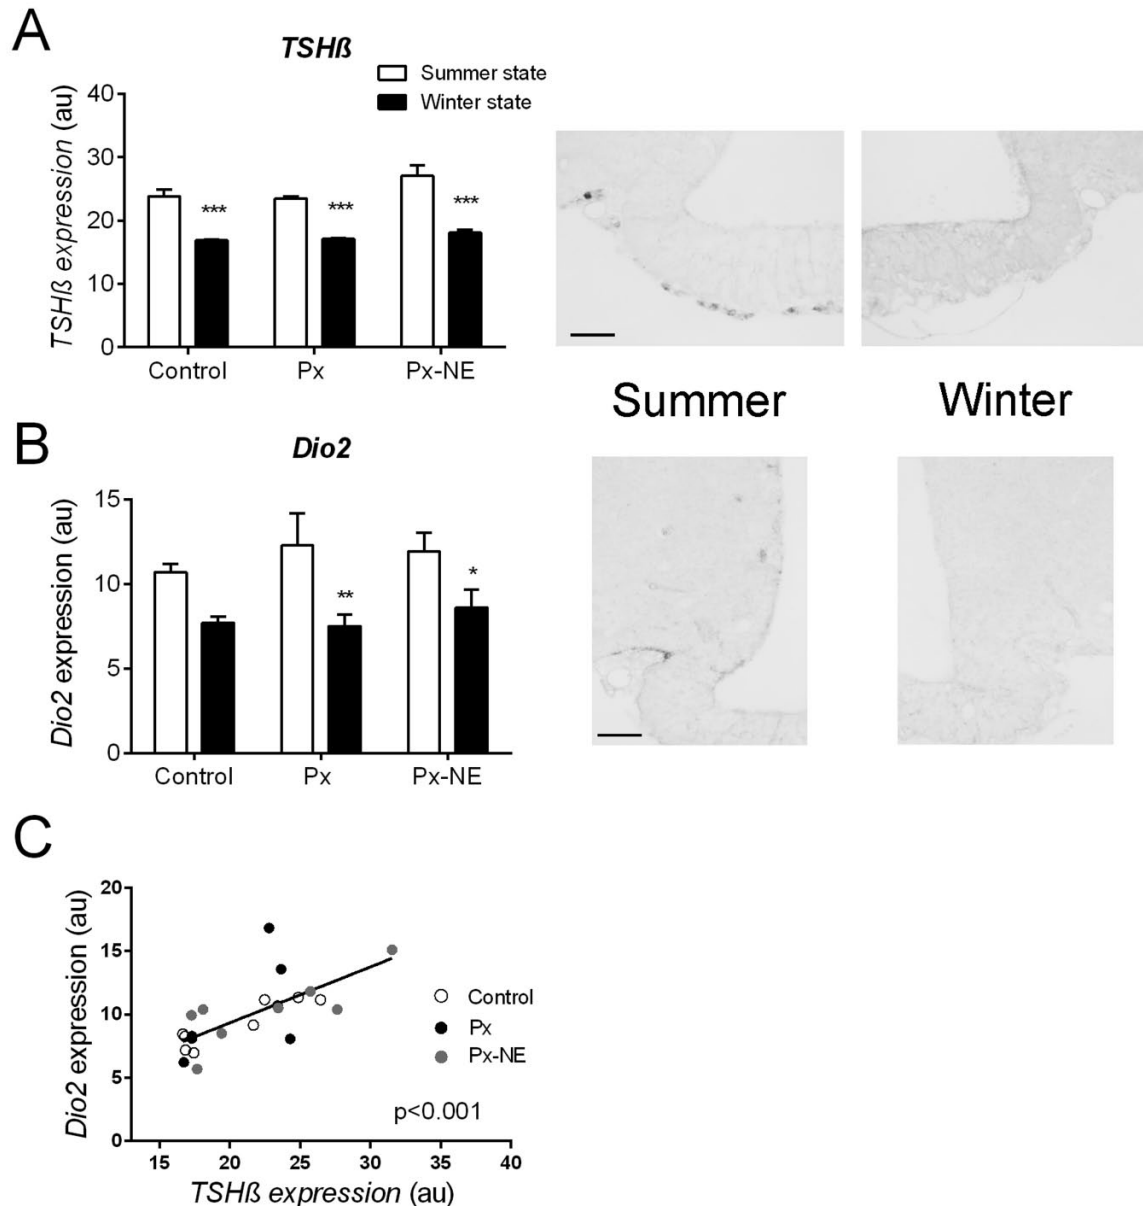 A
TSHß
Summer state
Winter state
TSHß expression (au)
40
30
20
10
0
***
***
***
Control
Px
Px-NE
Summer
Winter
B
Dio2
Dio2 expression (au)
15
10
5
0
**
*
Control
Px
Px-NE
C
Dio2 expression (au)
20
15
10
5
0
Control
Px
Px-NE
p<0.001
15
20
25
30
35
40
TSHß expression (au)